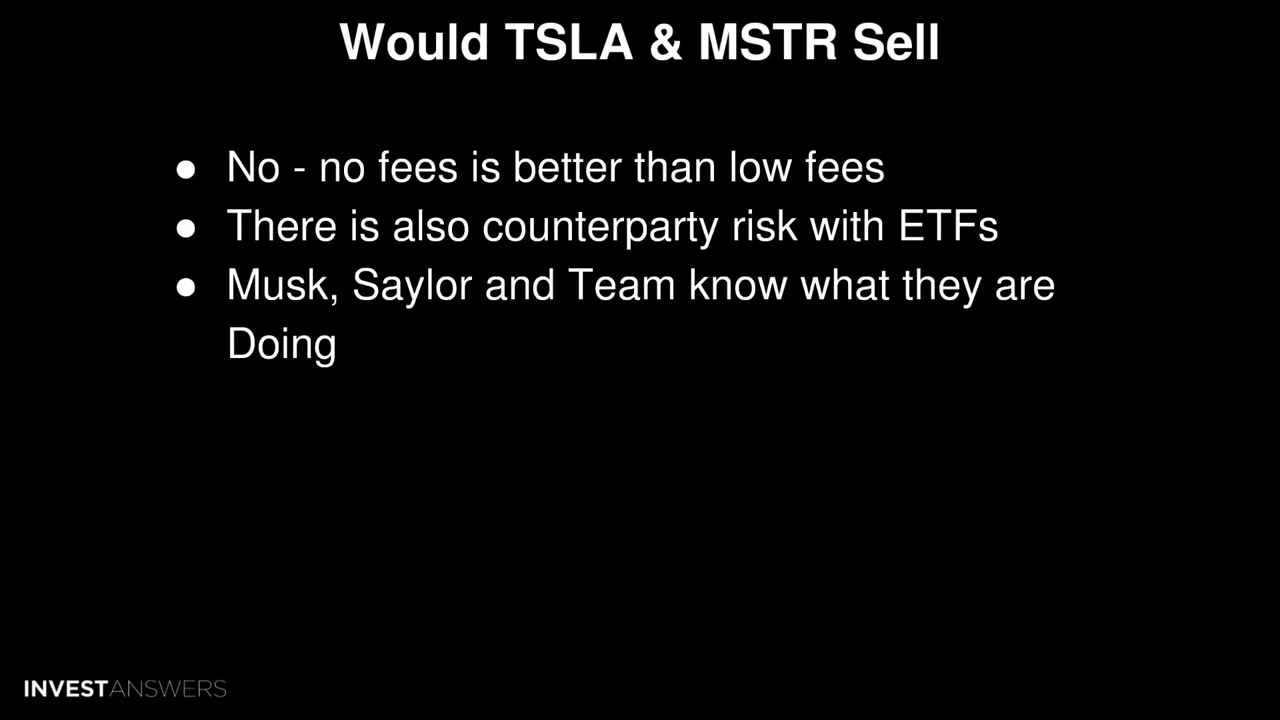 Would TSLA & MSTR Sell
● No - no fees is better than low fees
● There is also counterparty risk with ETFs
● Musk, Saylor and Team know what they are
Doing
INVESTANSWERS